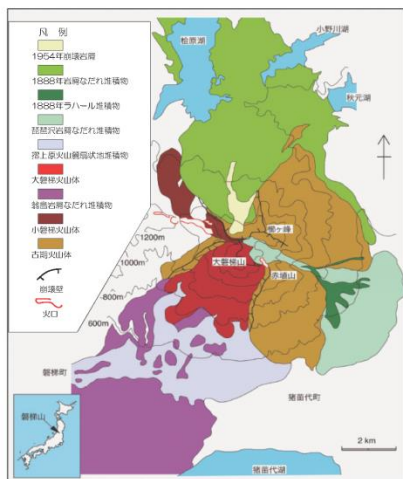 凡 例
1954年崩壊岩屑
1888年岩屑なだれ堆積物
1888年ラハール堆積物
琵琶沢岩屑なだれ堆積物
摺上原火山麓扇状地堆積物
大磐梯火山体
翁島岩屑なだれ堆積物
小磐梯火山体
古期火山体
崩壊壁
火口
桧原湖
小野川湖
秋元湖
櫛ヶ峰
大磐梯山
赤埴山
1200m
1000m
800m
600m
磐梯町
猪苗代町
猪苗代湖
磐梯山
2 km